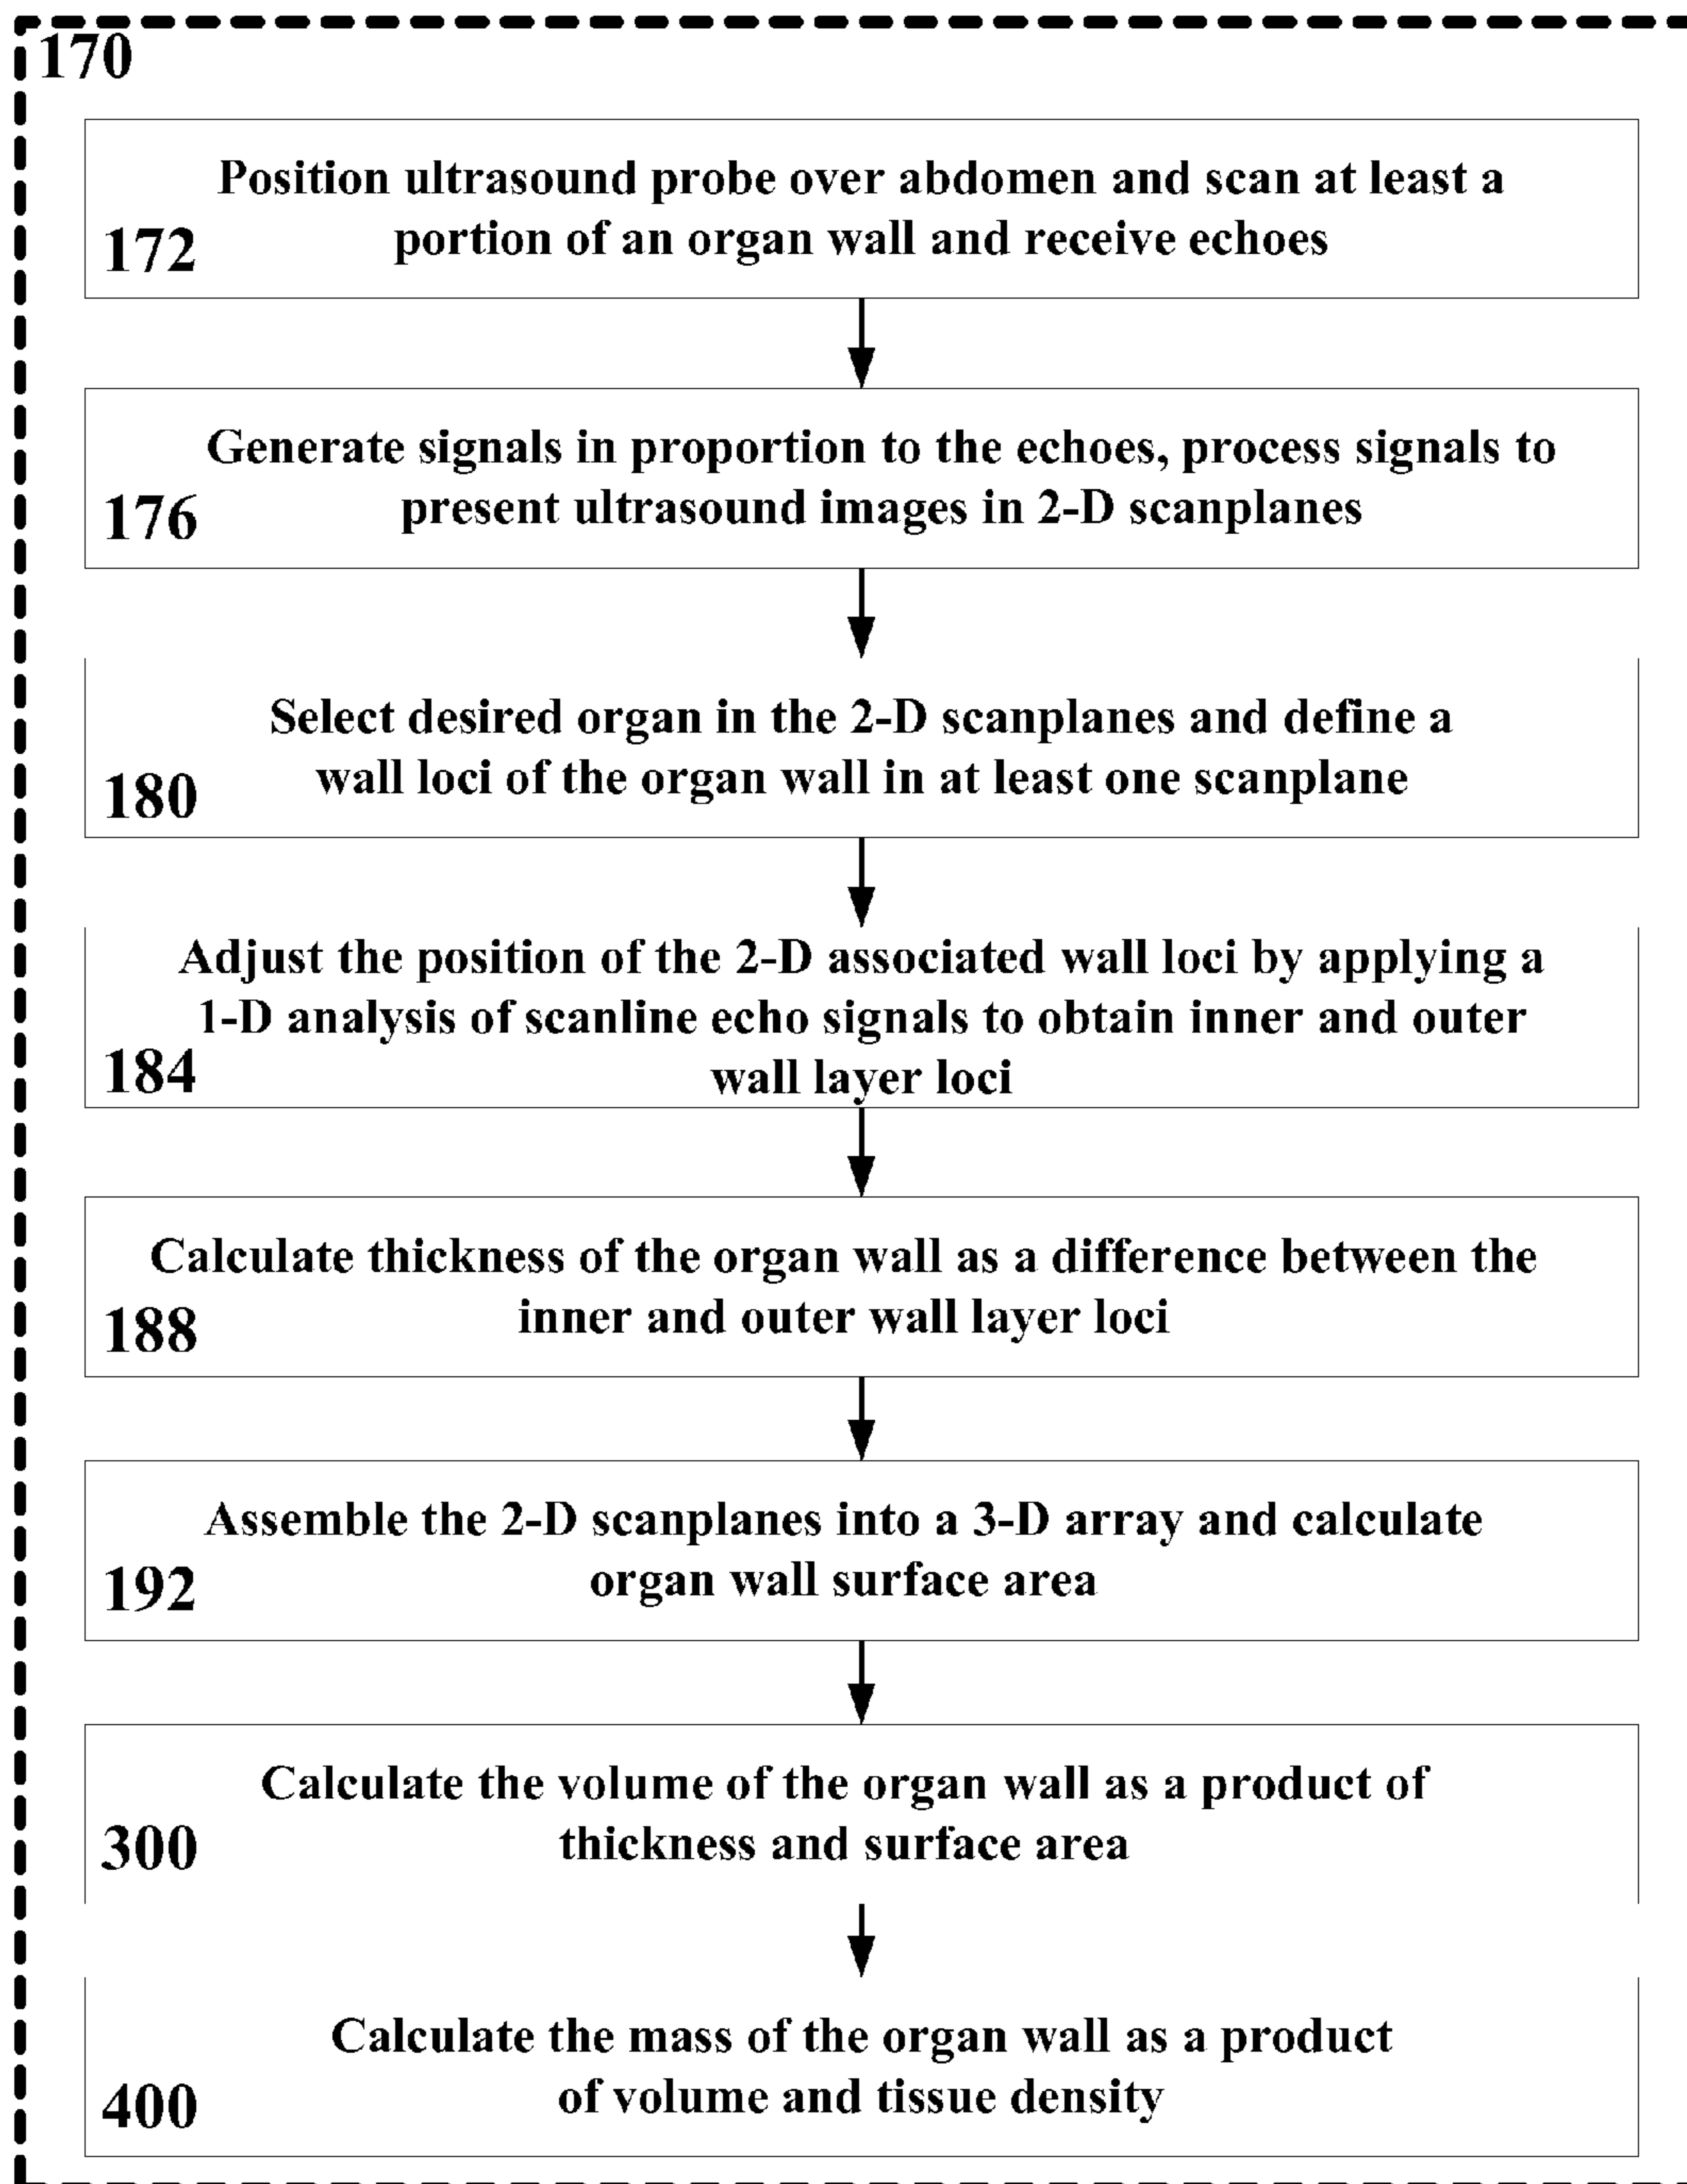 170
Position ultrasound probe over abdomen and scan at least a
portion of an organ wall and receive echoes
172
Generate signals in proportion to the echoes, process signals to
present ultrasound images in 2-D scanplanes
176
Select desired organ in the 2-D scanplanes and define a
wall loci of the organ wall in at least one scanplane
180
Adjust the position of the 2-D associated wall loci by applying a
1-D analysis of scanline echo signals to obtain inner and outer
wall layer loci
184
Calculate thickness of the organ wall as a difference between the
inner and outer wall layer loci
188
Assemble the 2-D scanplanes into a 3-D array and calculate
organ wall surface area
192
Calculate the volume of the organ wall as a product of
thickness and surface area
300
Calculate the mass of the organ wall as a product
of volume and tissue density
400